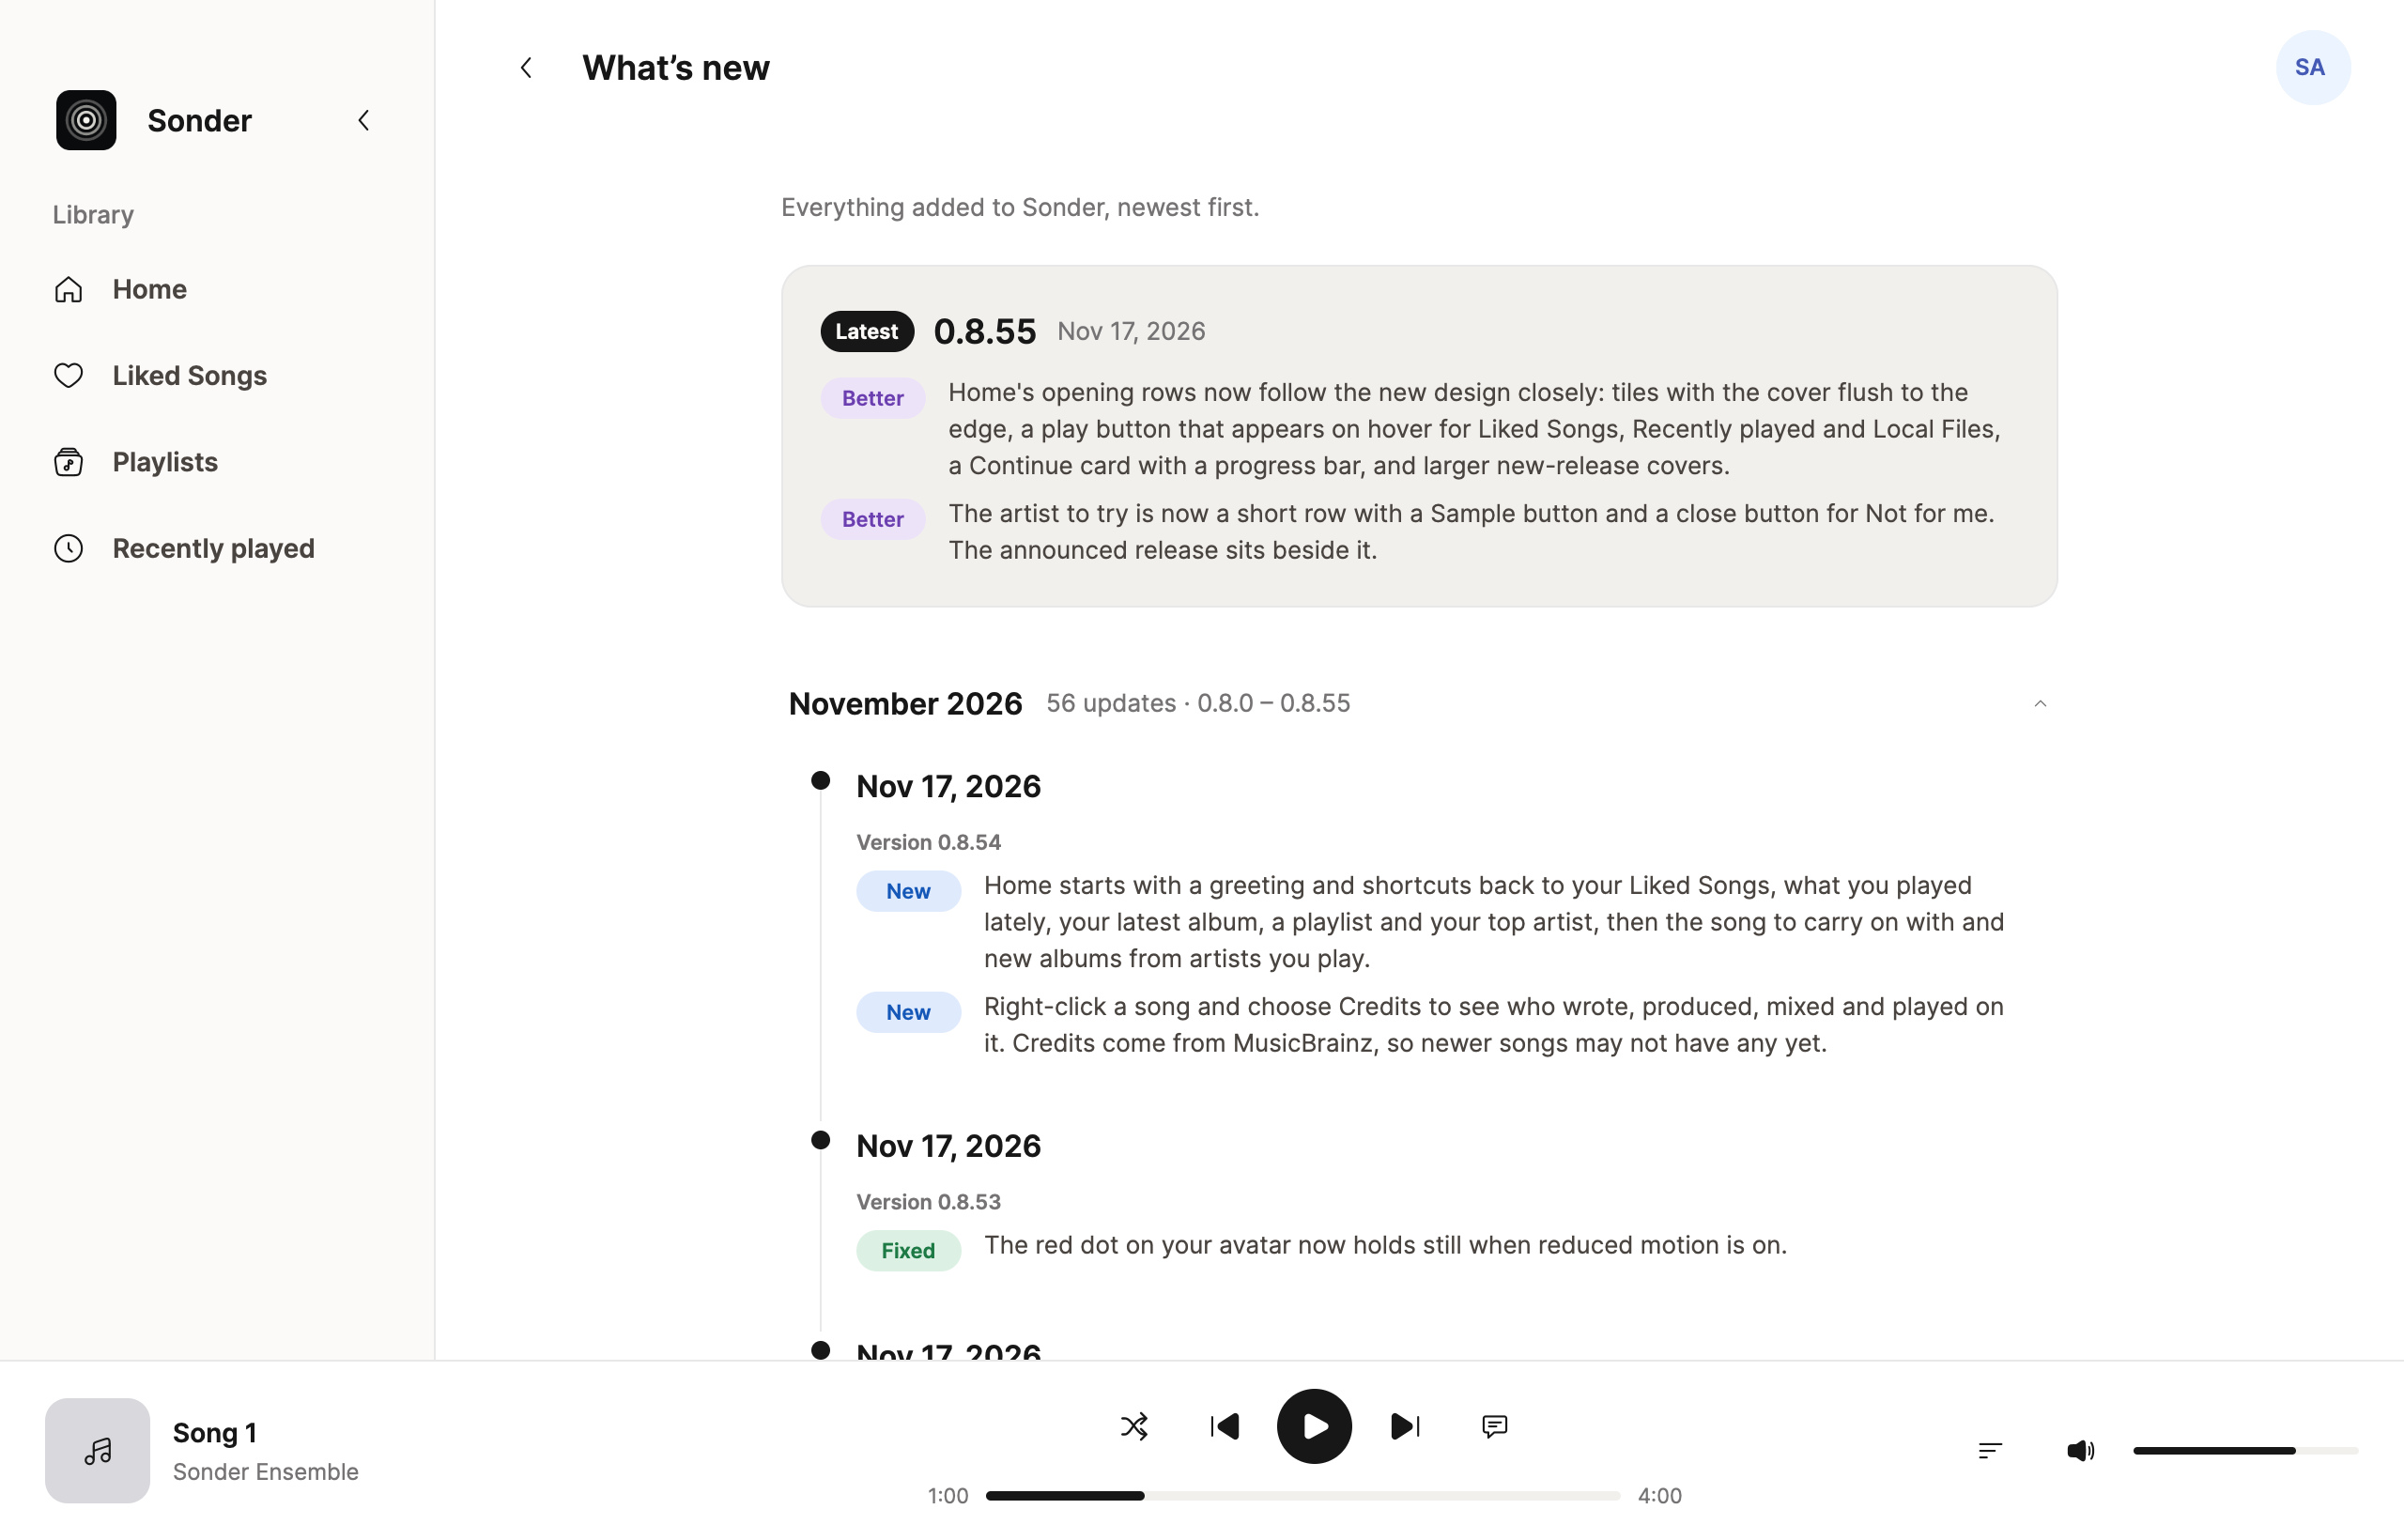 Sonder
Library
Home
Liked Songs
Playlists
Recently played
What’s new
SA
Everything added to Sonder, newest first.
Latest 0.8.55 Nov 17, 2026
Better Home's opening rows now follow the new design closely: tiles with the cover flush to the
edge, a play button that appears on hover for Liked Songs, Recently played and Local Files,
a Continue card with a progress bar, and larger new-release covers.
Better The artist to try is now a short row with a Sample button and a close button for Not for me.
The announced release sits beside it.
November 2026 56 updates · 0.8.0 – 0.8.55
Nov 17, 2026
Version 0.8.54
New Home starts with a greeting and shortcuts back to your Liked Songs, what you played
lately, your latest album, a playlist and your top artist, then the song to carry on with and
new albums from artists you play.
New Right-click a song and choose Credits to see who wrote, produced, mixed and played on
it. Credits come from MusicBrainz, so newer songs may not have any yet.
Nov 17, 2026
Version 0.8.53
Fixed The red dot on your avatar now holds still when reduced motion is on.
Nov 17, 2026
Song 1
Sonder Ensemble
1:00
4:00